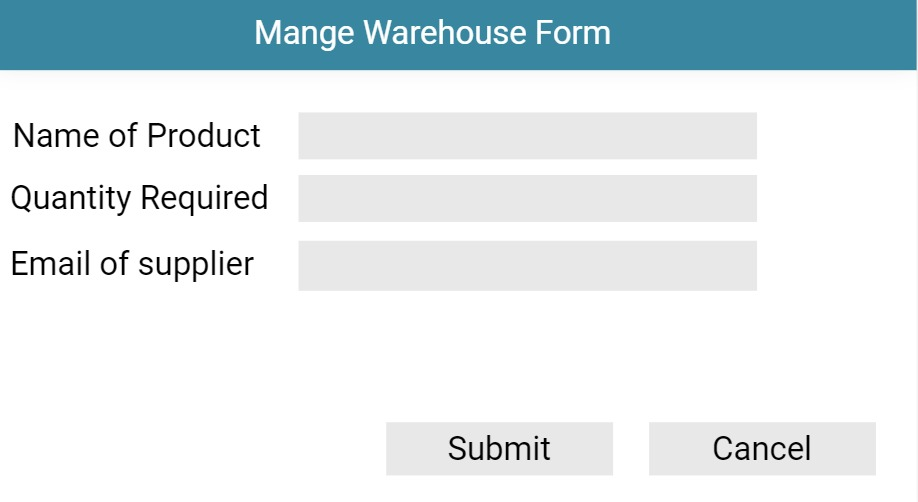 Mange Warehouse Form
Name of Product
Quantity Required
Email of supplier
Submit Cancel